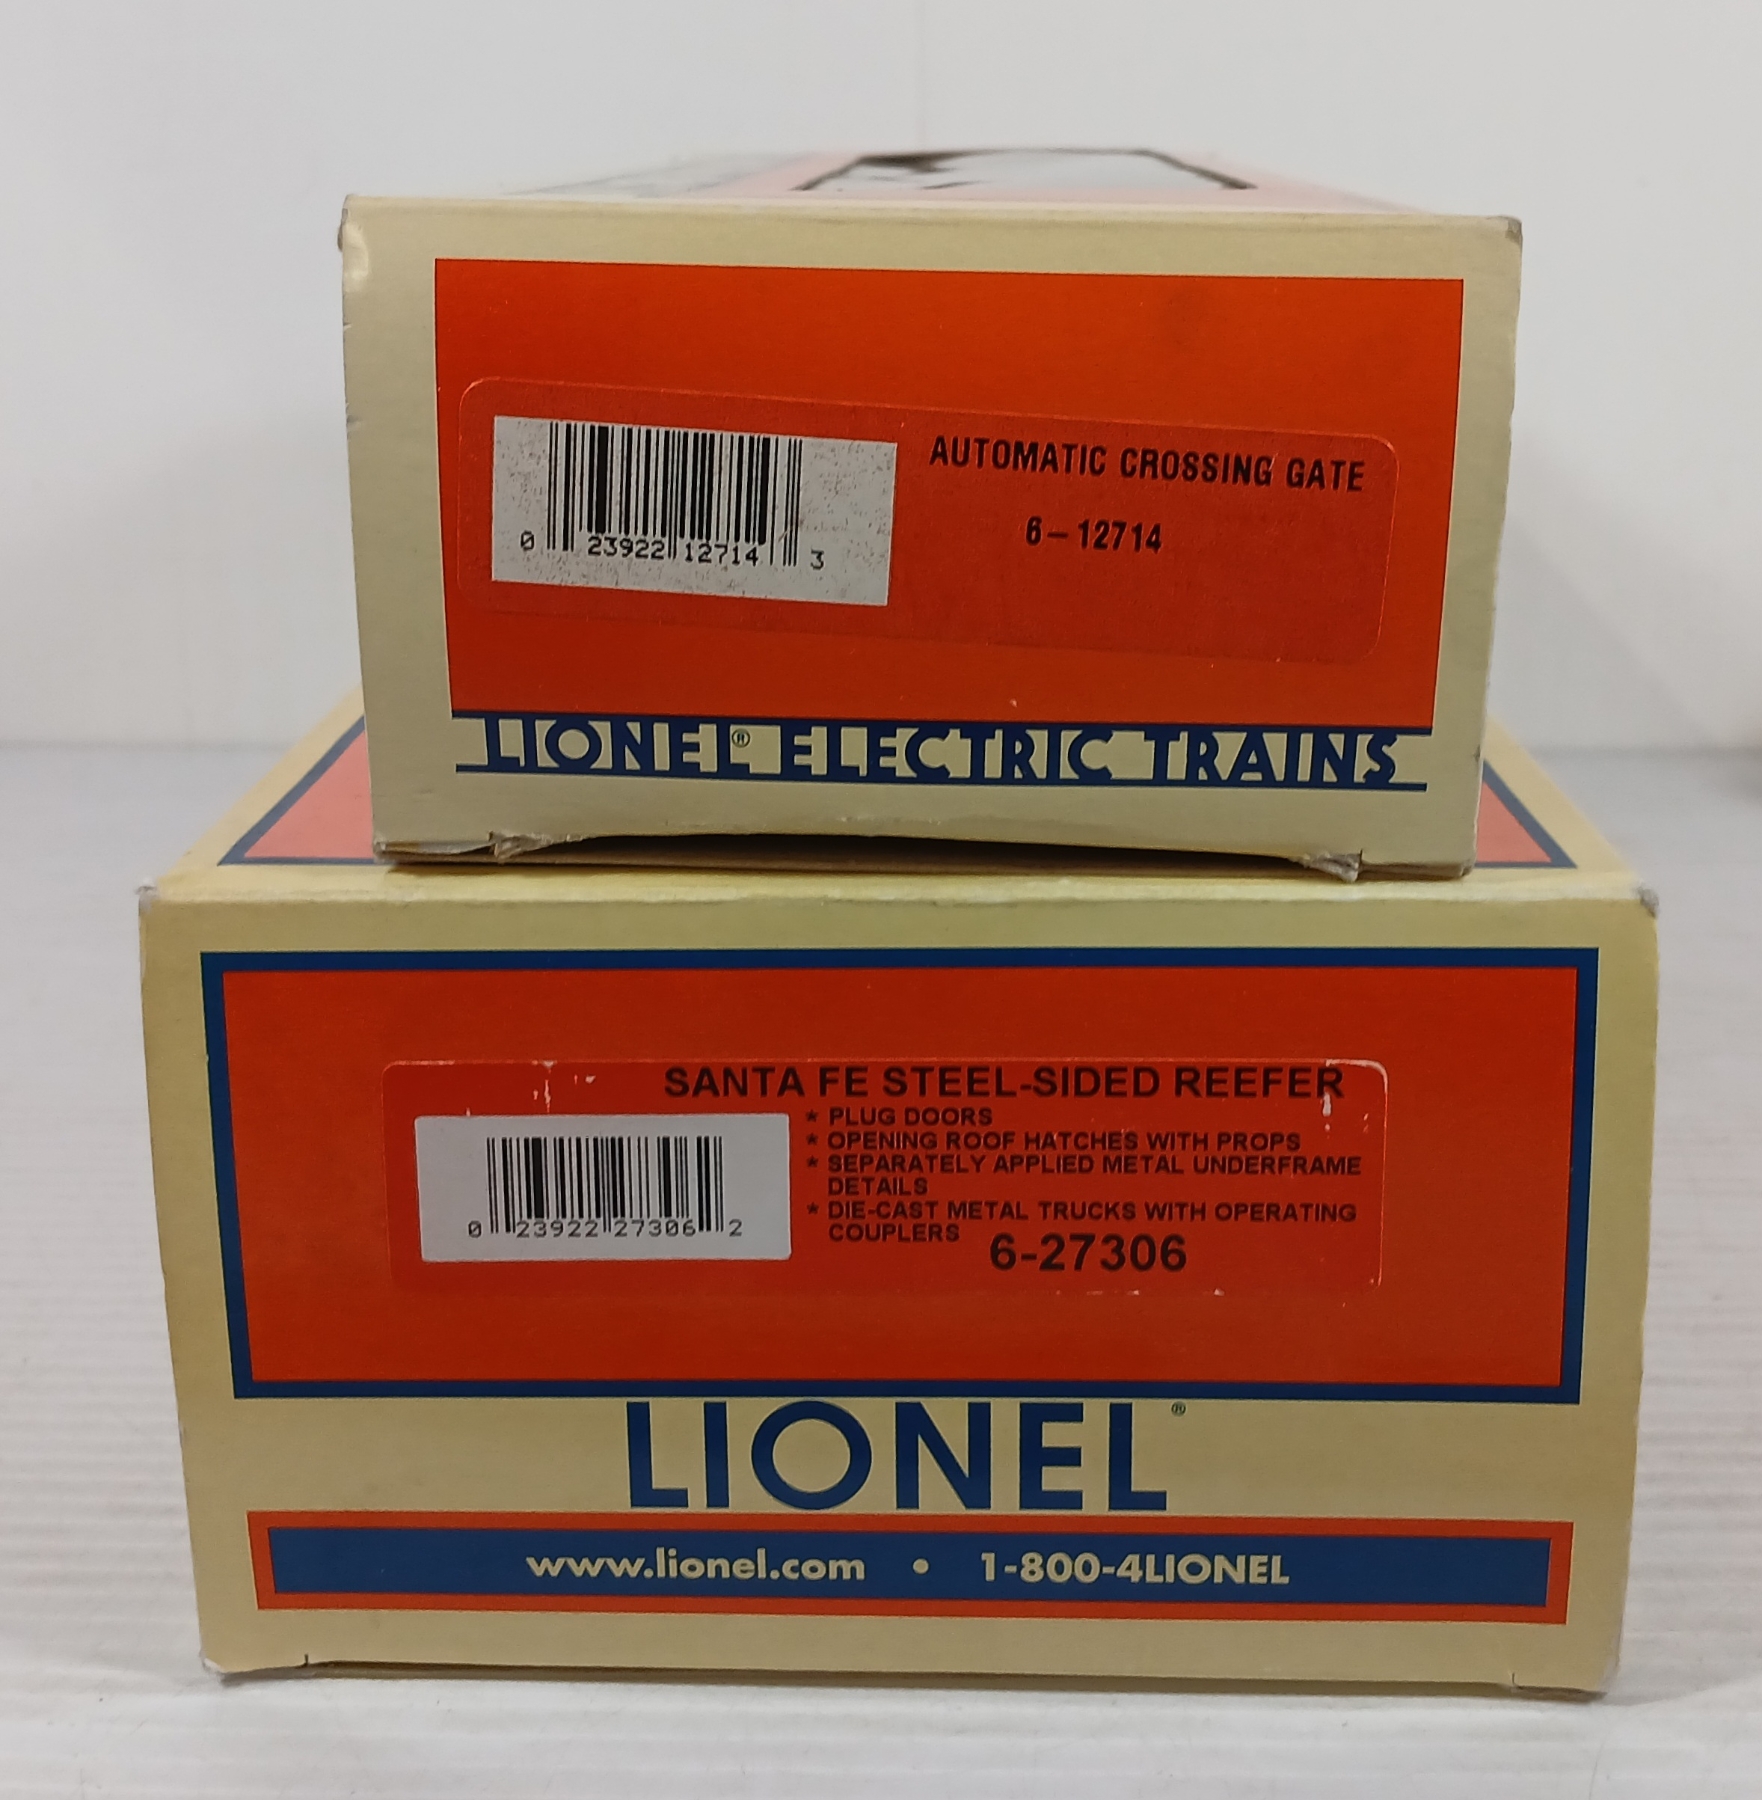 AUTOMATIC CROSSING GATE
6-12714
0 23922 12714 3
LIONEL® ELECTRIC TRAINS
SANTA FE STEEL-SIDED REEFER
* PLUG DOORS
* OPENING ROOF HATCHES WITH PROPS
* SEPARATELY APPLIED METAL UNDERFRAME
DETAILS
* DIE-CAST METAL TRUCKS WITH OPERATING
COUPLERS
6-27306
0 23922 27306 2
LIONEL®
www.lionel.com • 1-800-4LIONEL